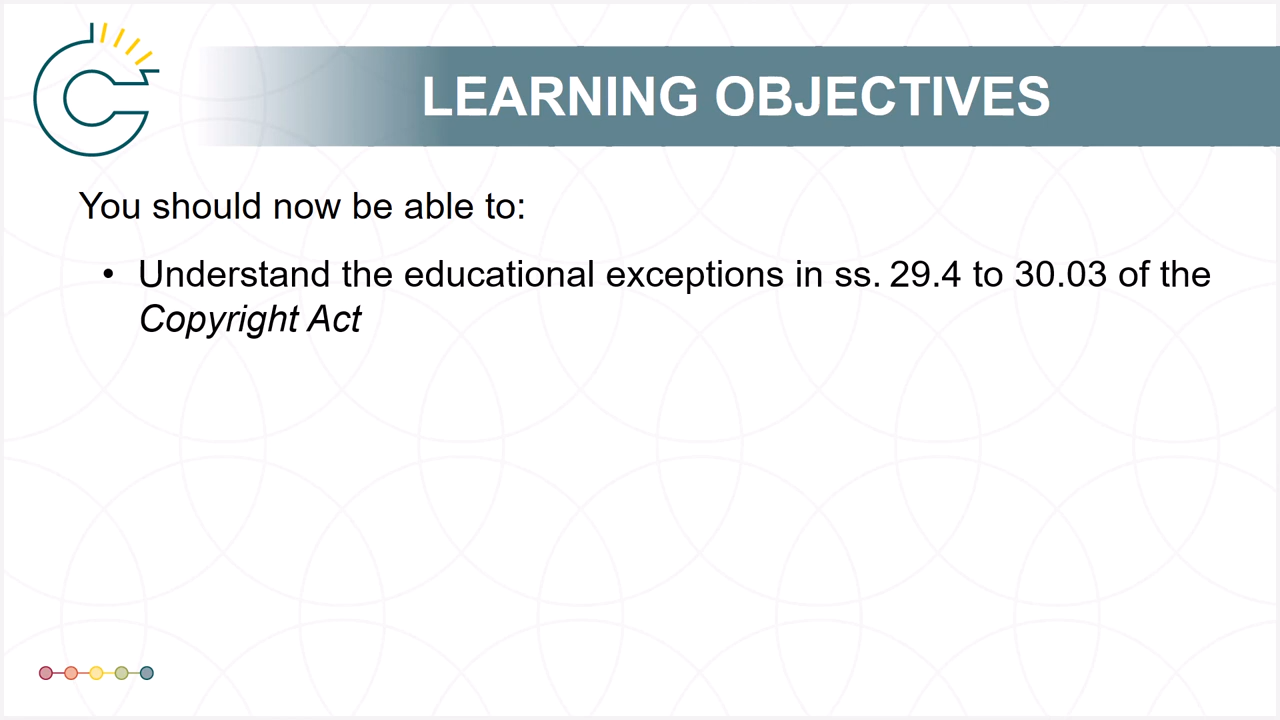 LEARNING OBJECTIVES
You should now be able to:
• Understand the educational exceptions in ss. 29.4 to 30.03 of the
Copyright Act